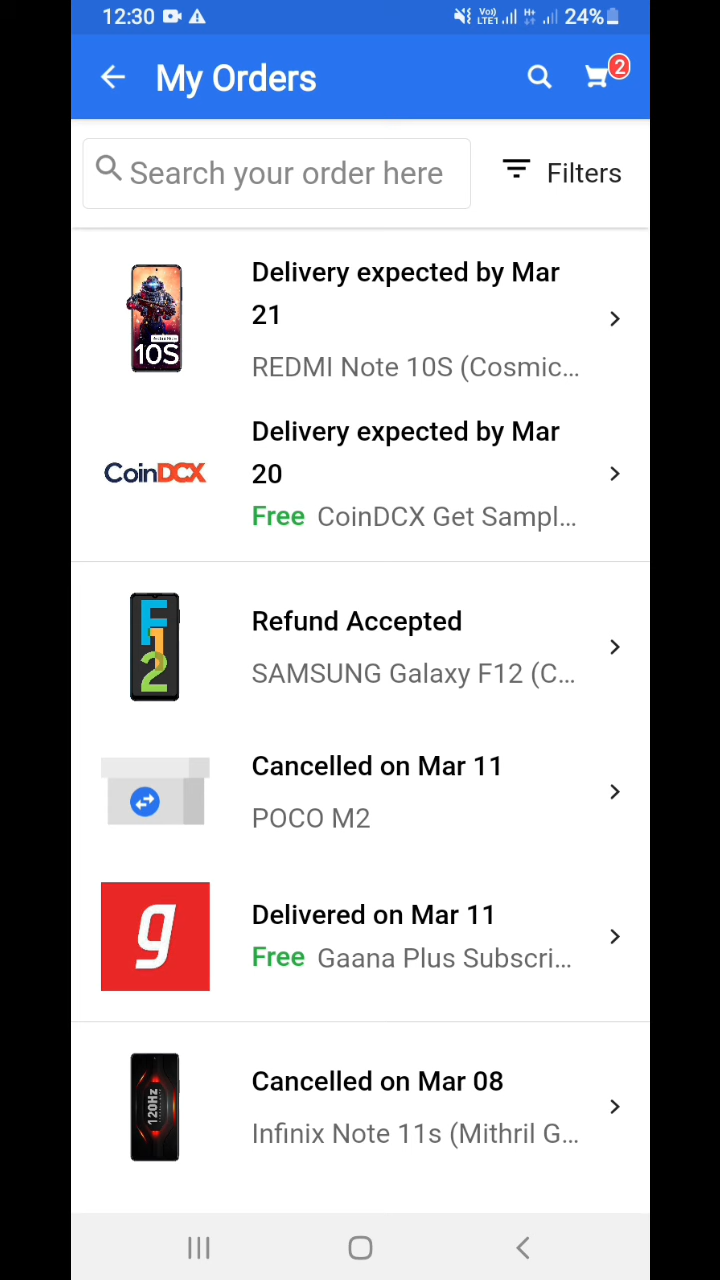 12:30 Vo)) LTE1 H+ 24%
My Orders 2
Search your order here Filters
Delivery expected by Mar
21
10S
REDMI Note 10S (Cosmic...
Delivery expected by Mar
CoinDCX
20
Free CoinDCX Get Sampl...
F12
Refund Accepted
SAMSUNG Galaxy F12 (C...
Cancelled on Mar 11
POCO M2
g
Delivered on Mar 11
Free Gaana Plus Subscri...
120Hz
Cancelled on Mar 08
Infinix Note 11s (Mithril G...